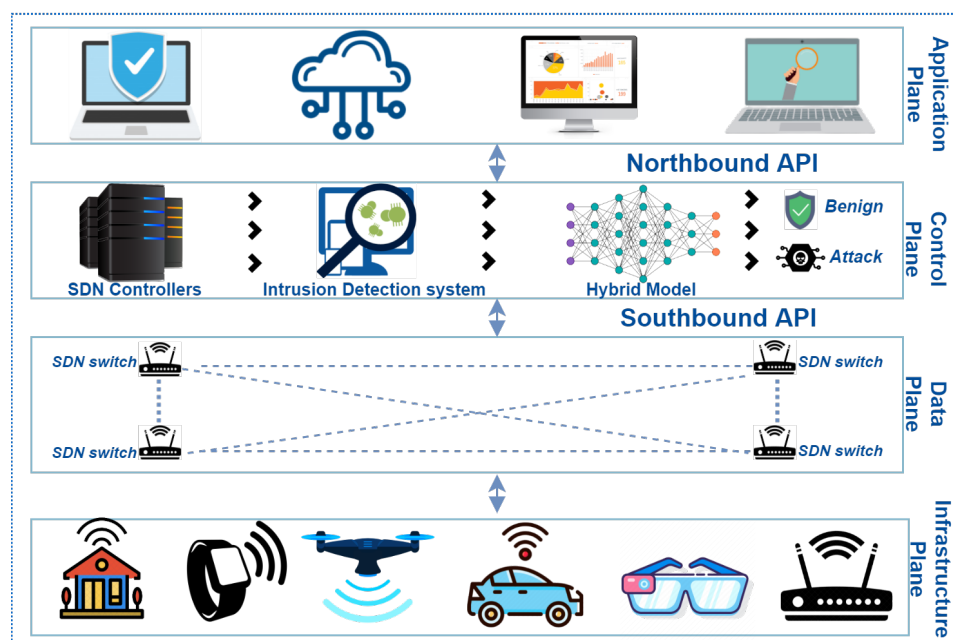 Application
Plane
Northbound API
SDN Controllers
Intrusion Detection system
Hybrid Model
Benign
Attack
Control
Plane
Southbound API
SDN switch
SDN switch
SDN switch
SDN switch
Data
Plane
Infrastructure
Plane